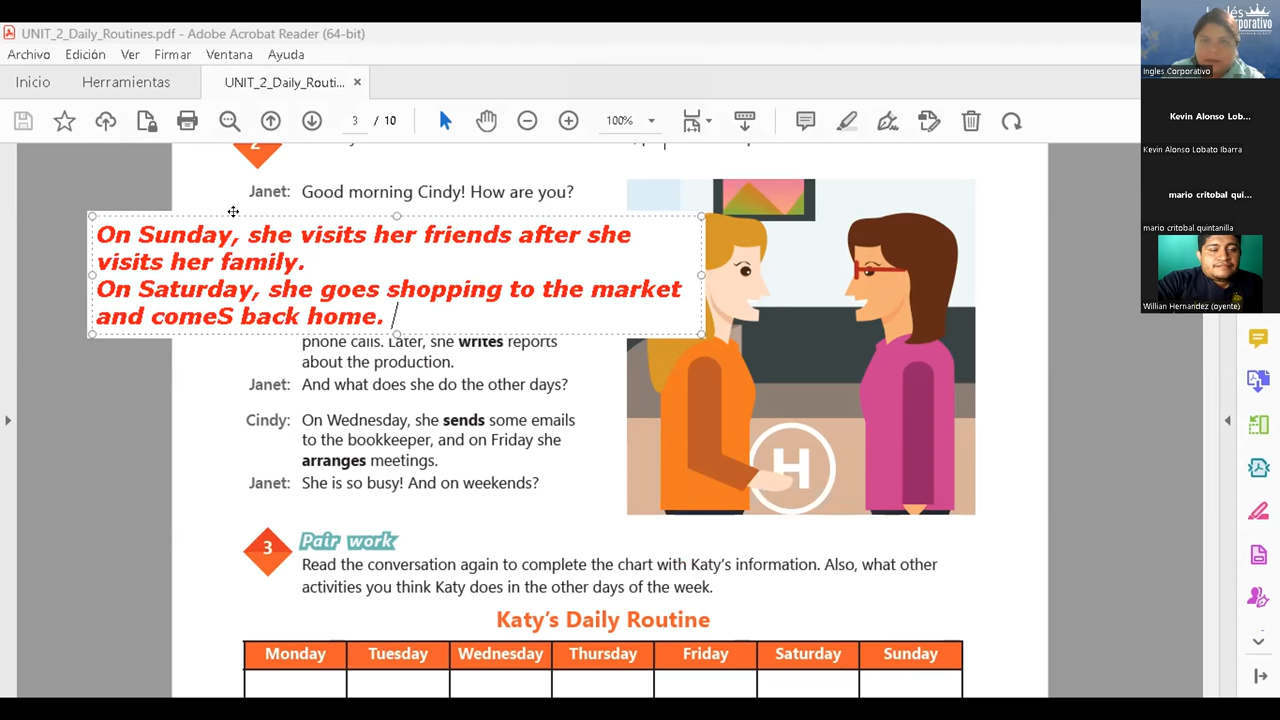 UNIT_2_Daily_Routines.pdf - Adobe Acrobat Reader (64-bit)
Archivo Edición Ver Firmar Ventana Ayuda
Inicio Herramientas UNIT_2_Daily_Routi... ×
3 / 10 100%
2
Janet: Good morning Cindy! How are you?
On Sunday, she visits her friends after she
visits her family.
On Saturday, she goes shopping to the market
and comeS back home.
phone calls. Later, she writes reports
about the production.
Janet: And what does she do the other days?
Cindy: On Wednesday, she sends some emails
to the bookkeeper, and on Friday she
arranges meetings.
Janet: She is so busy! And on weekends?
H
3 Pair work
Read the conversation again to complete the chart with Katy's information. Also, what other
activities you think Katy does in the other days of the week.
Katy's Daily Routine
Monday Tuesday Wednesday Thursday Friday Saturday Sunday
Inglés
Corporativo
Ingles Corporativo
Kevin Alonso Lob...
Kevin Alonso Lobato Ibarra
mario critobal qui...
mario critobal quintanilla
Willian Hernandez (oyente)